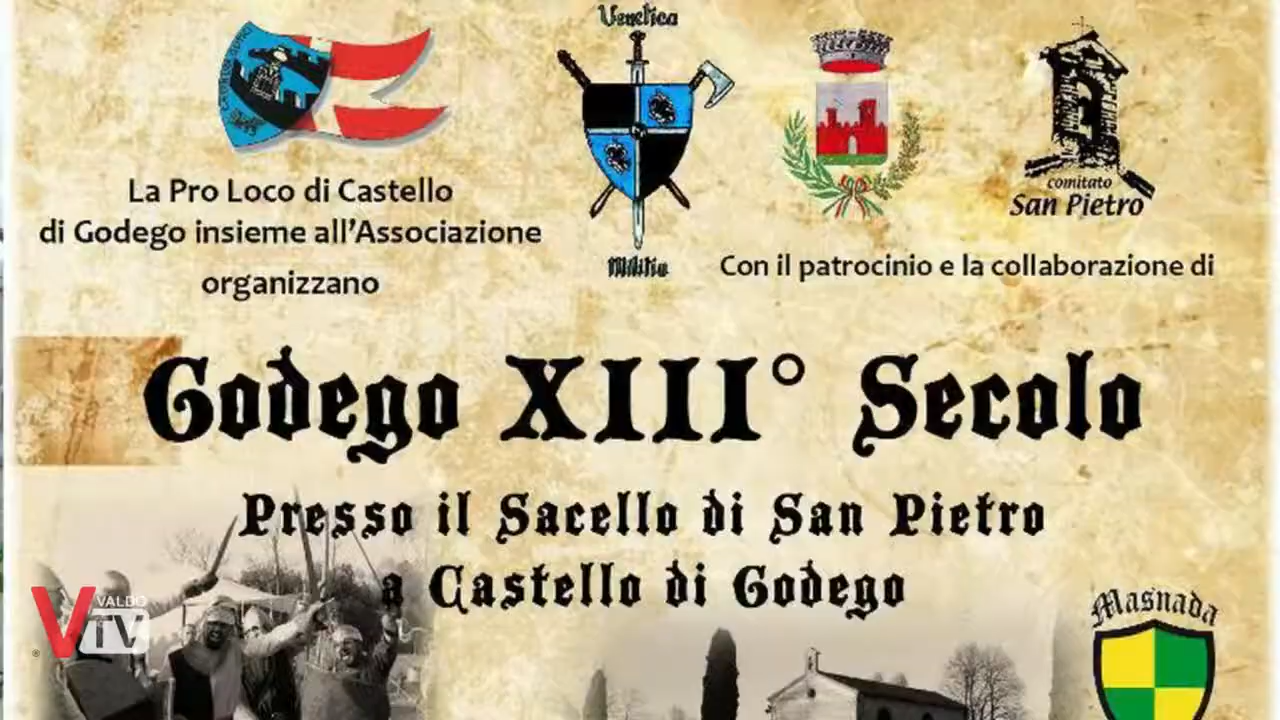 La Pro Loco di Castello
di Godego insieme all'Associazione
organizzano
Venetica
Militia
comitato
San Pietro
Con il patrocinio e la collaborazione di
Godego XIII° Secolo
Presso il Sacello di San Pietro
a Castello di Godego
Masnada
VALDO
TV
®